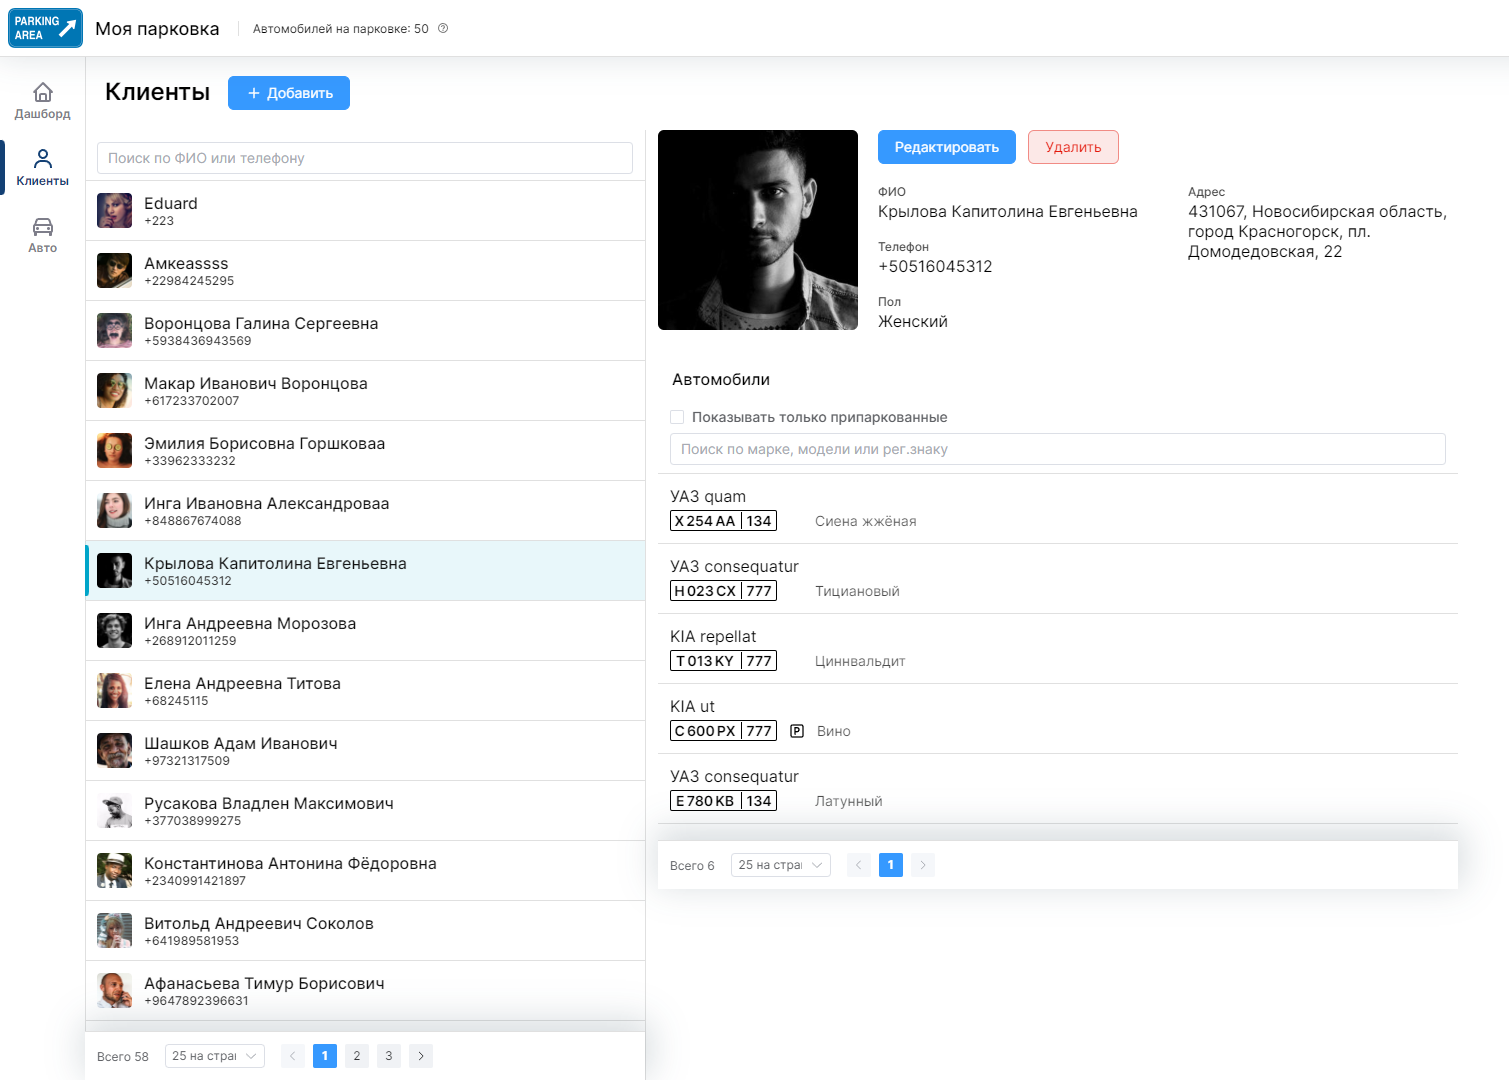 PARKING
AREA
Моя парковка
Автомобилей на парковке: 50
Дашборд
Клиенты
Авто
Клиенты
+ Добавить
Поиск по ФИО или телефону
Eduard
+223
Амкеassss
+22984245295
Воронцова Галина Сергеевна
+5938436943569
Макар Иванович Воронцова
+617233702007
Эмилия Борисовна Горшковаа
+33962333232
Инга Ивановна Александроваа
+848867674088
Крылова Капитолина Евгеньевна
+50516045312
Инга Андреевна Морозова
+268912011259
Елена Андреевна Титова
+68245115
Шашков Адам Иванович
+97321317509
Русакова Владлен Максимович
+377038999275
Константинова Антонина Фёдоровна
+2340991421897
Витольд Андреевич Соколов
+641989581953
Афанасьева Тимур Борисович
+9647892396631
Всего 58
25 на стра
1
2
3
Редактировать
Удалить
ФИО
Крылова Капитолина Евгеньевна
Телефон
+50516045312
Пол
Женский
Адрес
431067, Новосибирская область,
город Красногорск, пл.
Домодедовская, 22
Автомобили
Показывать только припаркованные
Поиск по марке, модели или рег.знаку
УАЗ quam
Х 254 АА 134
Сиена жжёная
УАЗ consequatur
Н 023 СХ 777
Тициановый
KIA repellat
Т 013 КУ 777
Циннвальдит
KIA ut
С 600 РХ 777
P
Вино
УАЗ consequatur
Е 780 КВ 134
Латунный
Всего 6
25 на стра
1